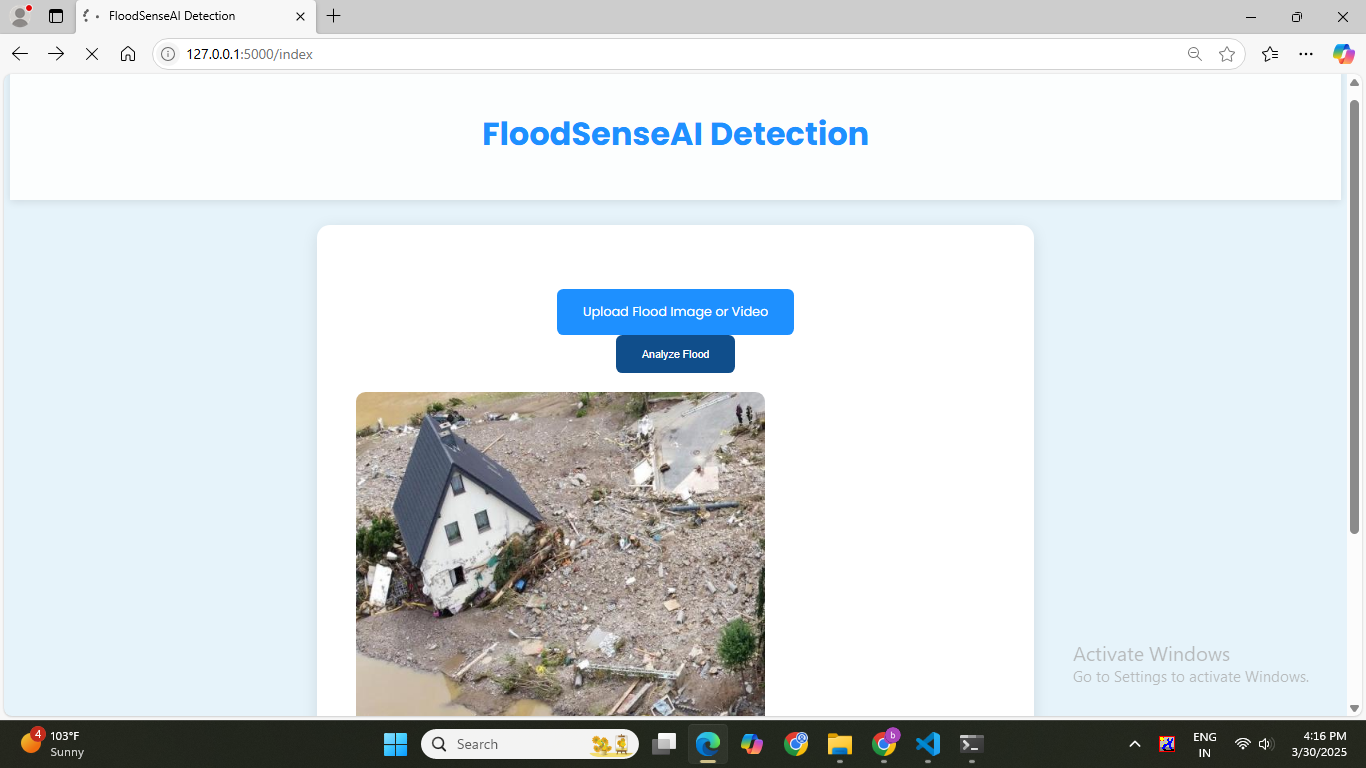 FloodSenseAI Detection
127.0.0.1:5000/index
FloodSenseAI Detection
Upload Flood Image or Video
Analyze Flood
Activate Windows
Go to Settings to activate Windows.
4
103°F
Sunny
Search
b
ENG
IN
4:16 PM
3/30/2025